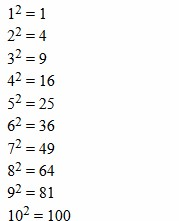 1² = 1
2² = 4
3² = 9
4² = 16
5² = 25
6² = 36
7² = 49
8² = 64
9² = 81
10² = 100